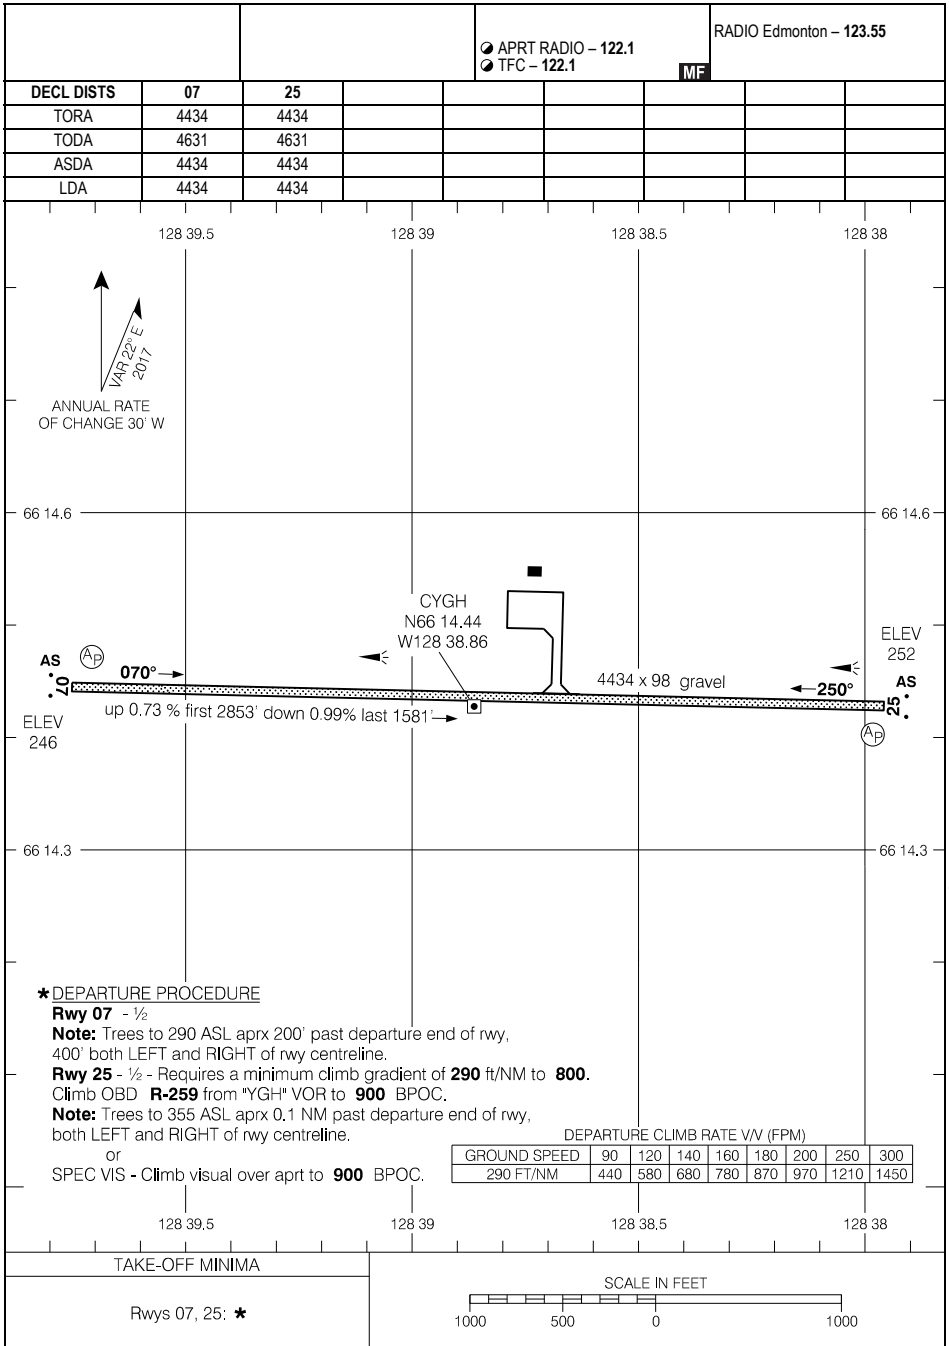 APRT RADIO – 122.1
TFC – 122.1
MF
RADIO Edmonton – 123.55
DECL DISTS 07 25
TORA 4434 4434
TODA 4631 4631
ASDA 4434 4434
LDA 4434 4434
128 39.5 128 39 128 38.5 128 38
VAR 22° E
2017
ANNUAL RATE
OF CHANGE 30' W
66 14.6 66 14.6
CYGH
N66 14.44
W128 38.86
ELEV
252
AS AP
07 070°
4434 x 98 gravel
250° AS
25
up 0.73 % first 2853' down 0.99% last 1581'
ELEV
246
AP
66 14.3 66 14.3
* DEPARTURE PROCEDURE
Rwy 07 - ½
Note: Trees to 290 ASL aprx 200' past departure end of rwy,
400' both LEFT and RIGHT of rwy centreline.
Rwy 25 - ½ - Requires a minimum climb gradient of 290 ft/NM to 800.
Climb OBD R-259 from "YGH" VOR to 900 BPOC.
Note: Trees to 355 ASL aprx 0.1 NM past departure end of rwy,
both LEFT and RIGHT of rwy centreline.
or
SPEC VIS - Climb visual over aprt to 900 BPOC.
DEPARTURE CLIMB RATE V/V (FPM)
GROUND SPEED 90 120 140 160 180 200 250 300
290 FT/NM 440 580 680 780 870 970 1210 1450
128 39.5 128 39 128 38.5 128 38
TAKE-OFF MINIMA
Rwys 07, 25: *
SCALE IN FEET
1000 500 0 1000